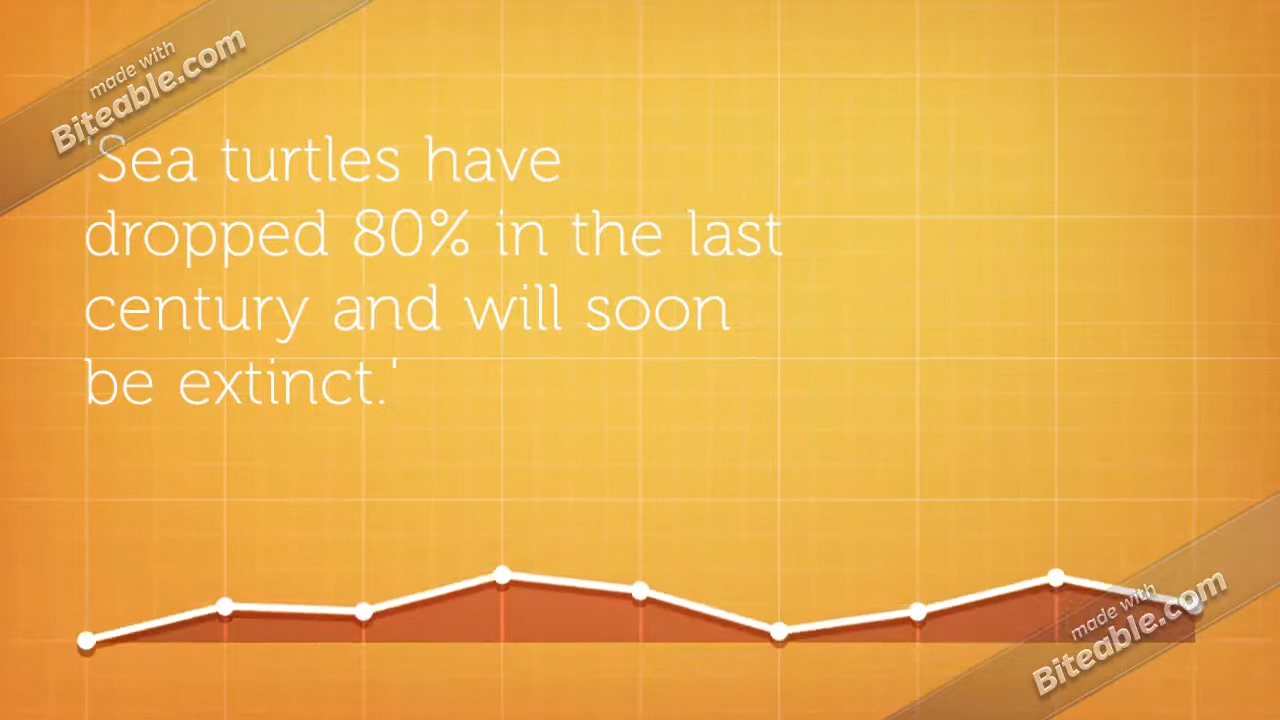 made with
Biteable.com
'Sea turtles have
dropped 80% in the last
century and will soon
be extinct.'
made with
Biteable.com